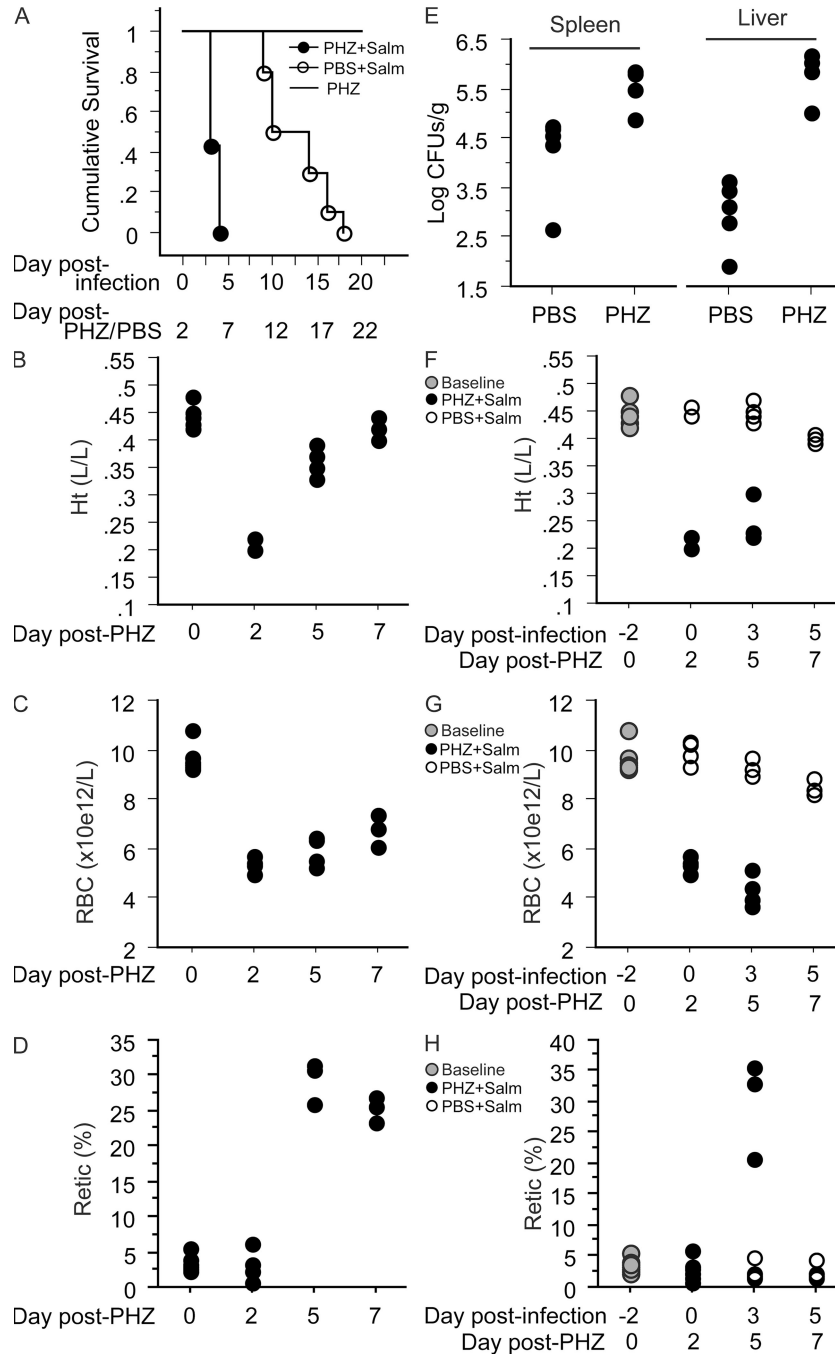 A
Cumulative Survival
1
.8
.6
.4
.2
0
PHZ+Salm
PBS+Salm
PHZ
Day post-
infection 0 5 10 15 20
Day post-
PHZ/PBS 2 7 12 17 22
E
Spleen Liver
Log CFUs/g
6.5
5.5
4.5
3.5
2.5
1.5
PBS PHZ PBS PHZ
B
Ht (L/L)
.55
.5
.45
.4
.35
.3
.25
.2
.15
.1
Day post-PHZ 0 2 5 7
F
Baseline
PHZ+Salm
PBS+Salm
Ht (L/L)
.55
.5
.45
.4
.35
.3
.25
.2
.15
.1
Day post-infection -2 0 3 5
Day post-PHZ 0 2 5 7
C
RBC (x10e12/L)
12
10
8
6
4
2
Day post-PHZ 0 2 5 7
G
Baseline
PHZ+Salm
PBS+Salm
RBC (x10e12/L)
12
10
8
6
4
2
Day post-infection -2 0 3 5
Day post-PHZ 0 2 5 7
D
Retic (%)
35
30
25
20
15
10
5
0
Day post-PHZ 0 2 5 7
H
Baseline
PHZ+Salm
PBS+Salm
Retic (%)
40
35
30
25
20
15
10
5
0
Day post-infection -2 0 3 5
Day post-PHZ 0 2 5 7